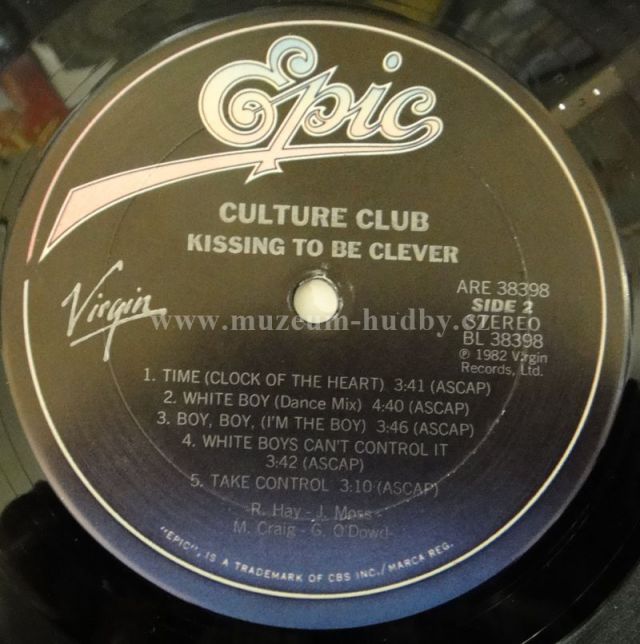 Epic
CULTURE CLUB
KISSING TO BE CLEVER
Virgin
ARE 38398
SIDE 2
STEREO
BL 38398
℗ 1982 Virgin
Records, Ltd.
www.muzeum-hudby.cz
1. TIME (CLOCK OF THE HEART) 3:41 (ASCAP)
2. WHITE BOY (Dance Mix) 4:40 (ASCAP)
3. BOY, BOY, (I'M THE BOY) 3:46 (ASCAP)
4. WHITE BOYS CAN'T CONTROL IT
3:42 (ASCAP)
5. TAKE CONTROL 3:10 (ASCAP)
-R. Hay - J. Moss -
M. Craig - G. O'Dowd-
"EPIC", IS A TRADEMARK OF CBS INC./MARCA REG.